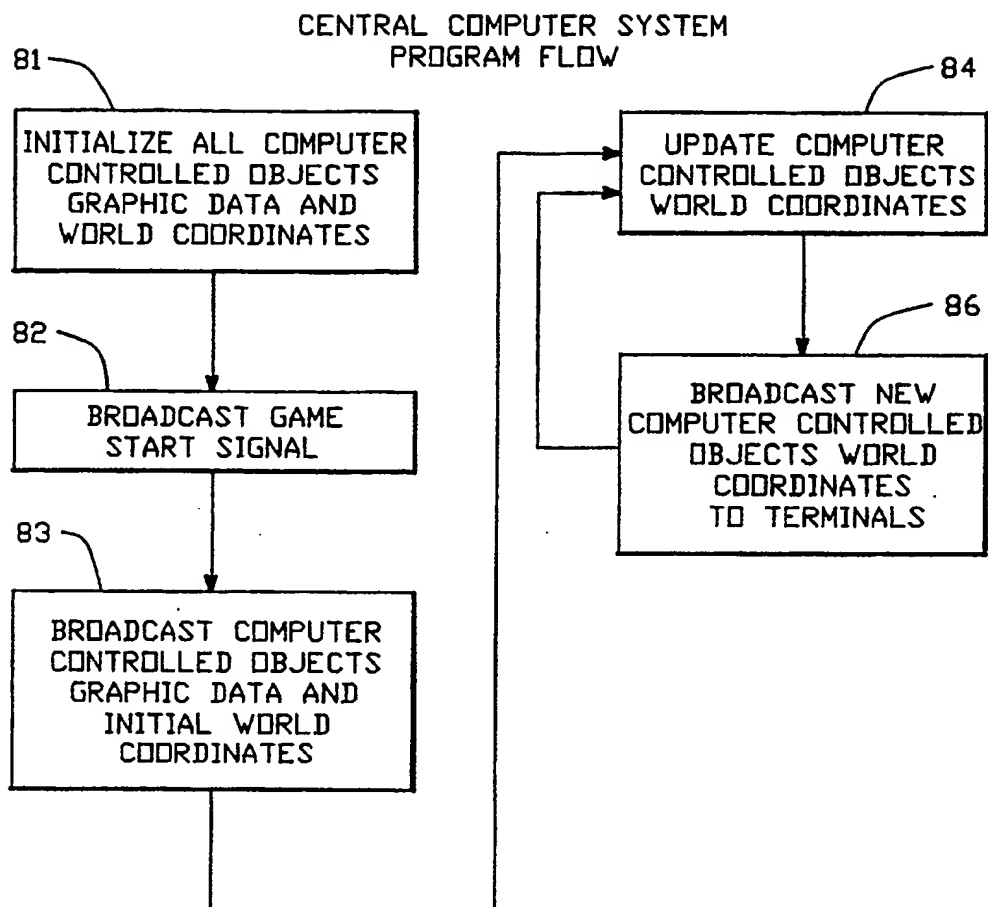 CENTRAL COMPUTER SYSTEM
PROGRAM FLOW
81
INITIALIZE ALL COMPUTER
CONTROLLED OBJECTS
GRAPHIC DATA AND
WORLD COORDINATES
82
BROADCAST GAME
START SIGNAL
83
BROADCAST COMPUTER
CONTROLLED OBJECTS
GRAPHIC DATA AND
INITIAL WORLD
COORDINATES
84
UPDATE COMPUTER
CONTROLLED OBJECTS
WORLD COORDINATES
86
BROADCAST NEW
COMPUTER CONTROLLED
OBJECTS WORLD
COORDINATES
TO TERMINALS